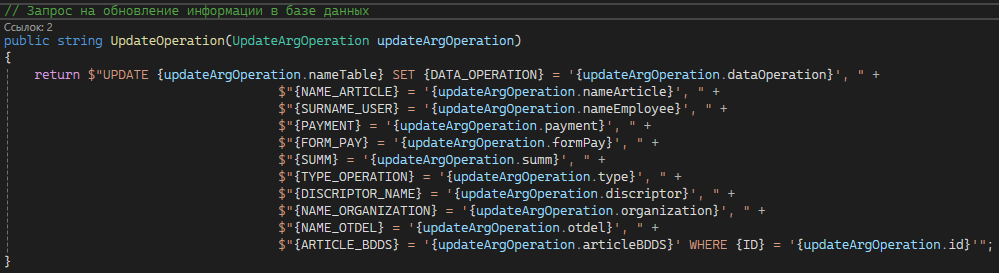 // Запрос на обновление информации в базе данных
Ссылок: 2
public string UpdateOperation(UpdateArgOperation updateArgOperation)
{
return $"UPDATE {updateArgOperation.nameTable} SET {DATA_OPERATION} = '{updateArgOperation.dataOperation}', " +
$"{NAME_ARTICLE} = '{updateArgOperation.nameArticle}', " +
$"{SURNAME_USER} = '{updateArgOperation.nameEmployee}', " +
$"{PAYMENT} = '{updateArgOperation.payment}', " +
$"{FORM_PAY} = '{updateArgOperation.formPay}', " +
$"{SUMM} = '{updateArgOperation.summ}', " +
$"{TYPE_OPERATION} = '{updateArgOperation.type}', " +
$"{DISCRIPTOR_NAME} = '{updateArgOperation.discriptor}', " +
$"{NAME_ORGANIZATION} = '{updateArgOperation.organization}', " +
$"{NAME_OTDEL} = '{updateArgOperation.otdel}', " +
$"{ARTICLE_BDDS} = '{updateArgOperation.articleBDDS}' WHERE {ID} = '{updateArgOperation.id}'";
}